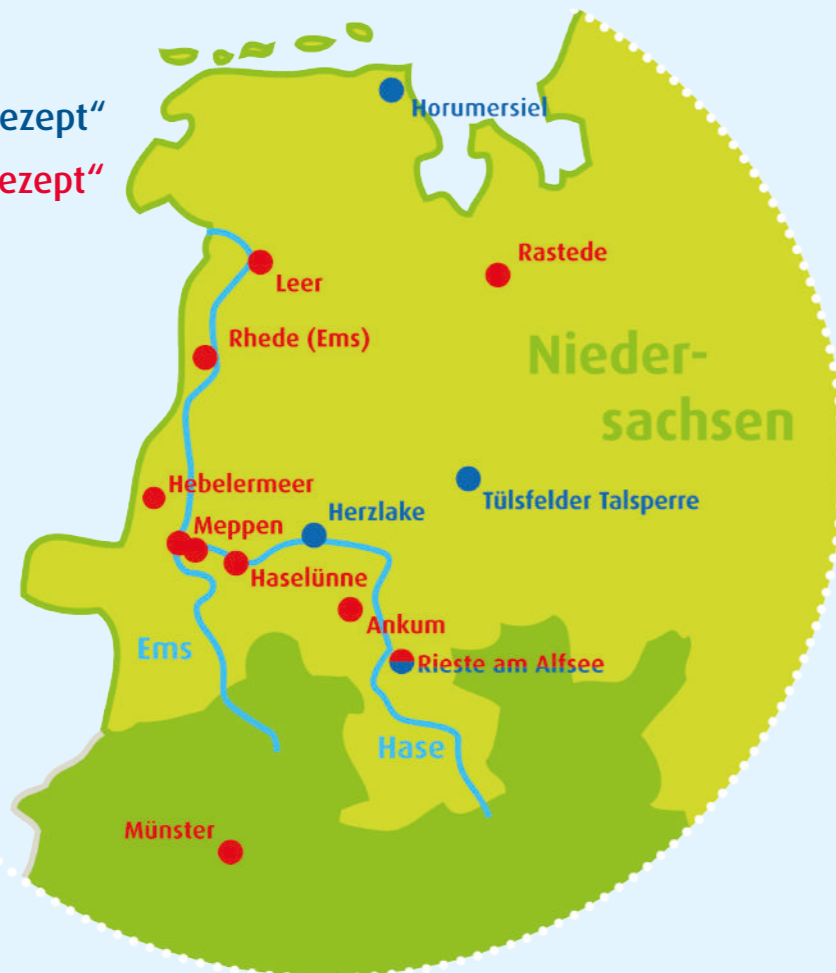 ezept“
ezept“
Horumersiel
Rastede
Leer
Rhede (Ems)
Nieder-
sachsen
Hebelermeer
Tülsfelder Talsperre
Herzlake
Meppen
Haselünne
Ankum
Ems
Rieste am Alfsee
Hase
Münster